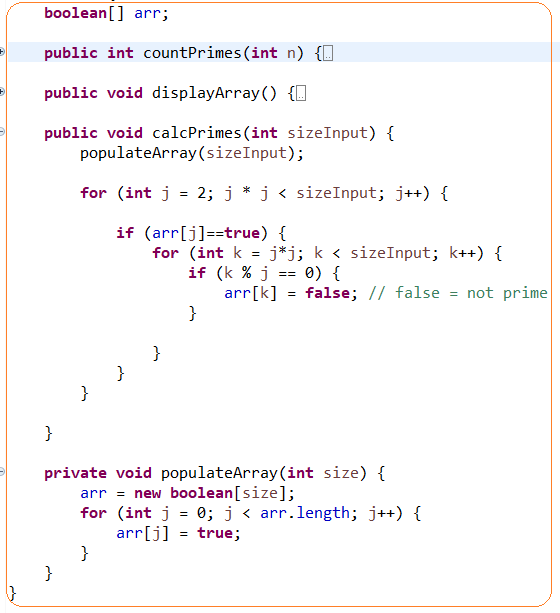 boolean[] arr;
public int countPrimes(int n) {..
public void displayArray() {..
public void calcPrimes(int sizeInput) {
populateArray(sizeInput);
for (int j = 2; j * j < sizeInput; j++) {
if (arr[j]==true) {
for (int k = j*j; k < sizeInput; k++) {
if (k % j == 0) {
arr[k] = false; // false = not prime
}
}
}
}
}
private void populateArray(int size) {
arr = new boolean[size];
for (int j = 0; j < arr.length; j++) {
arr[j] = true;
}
}
}